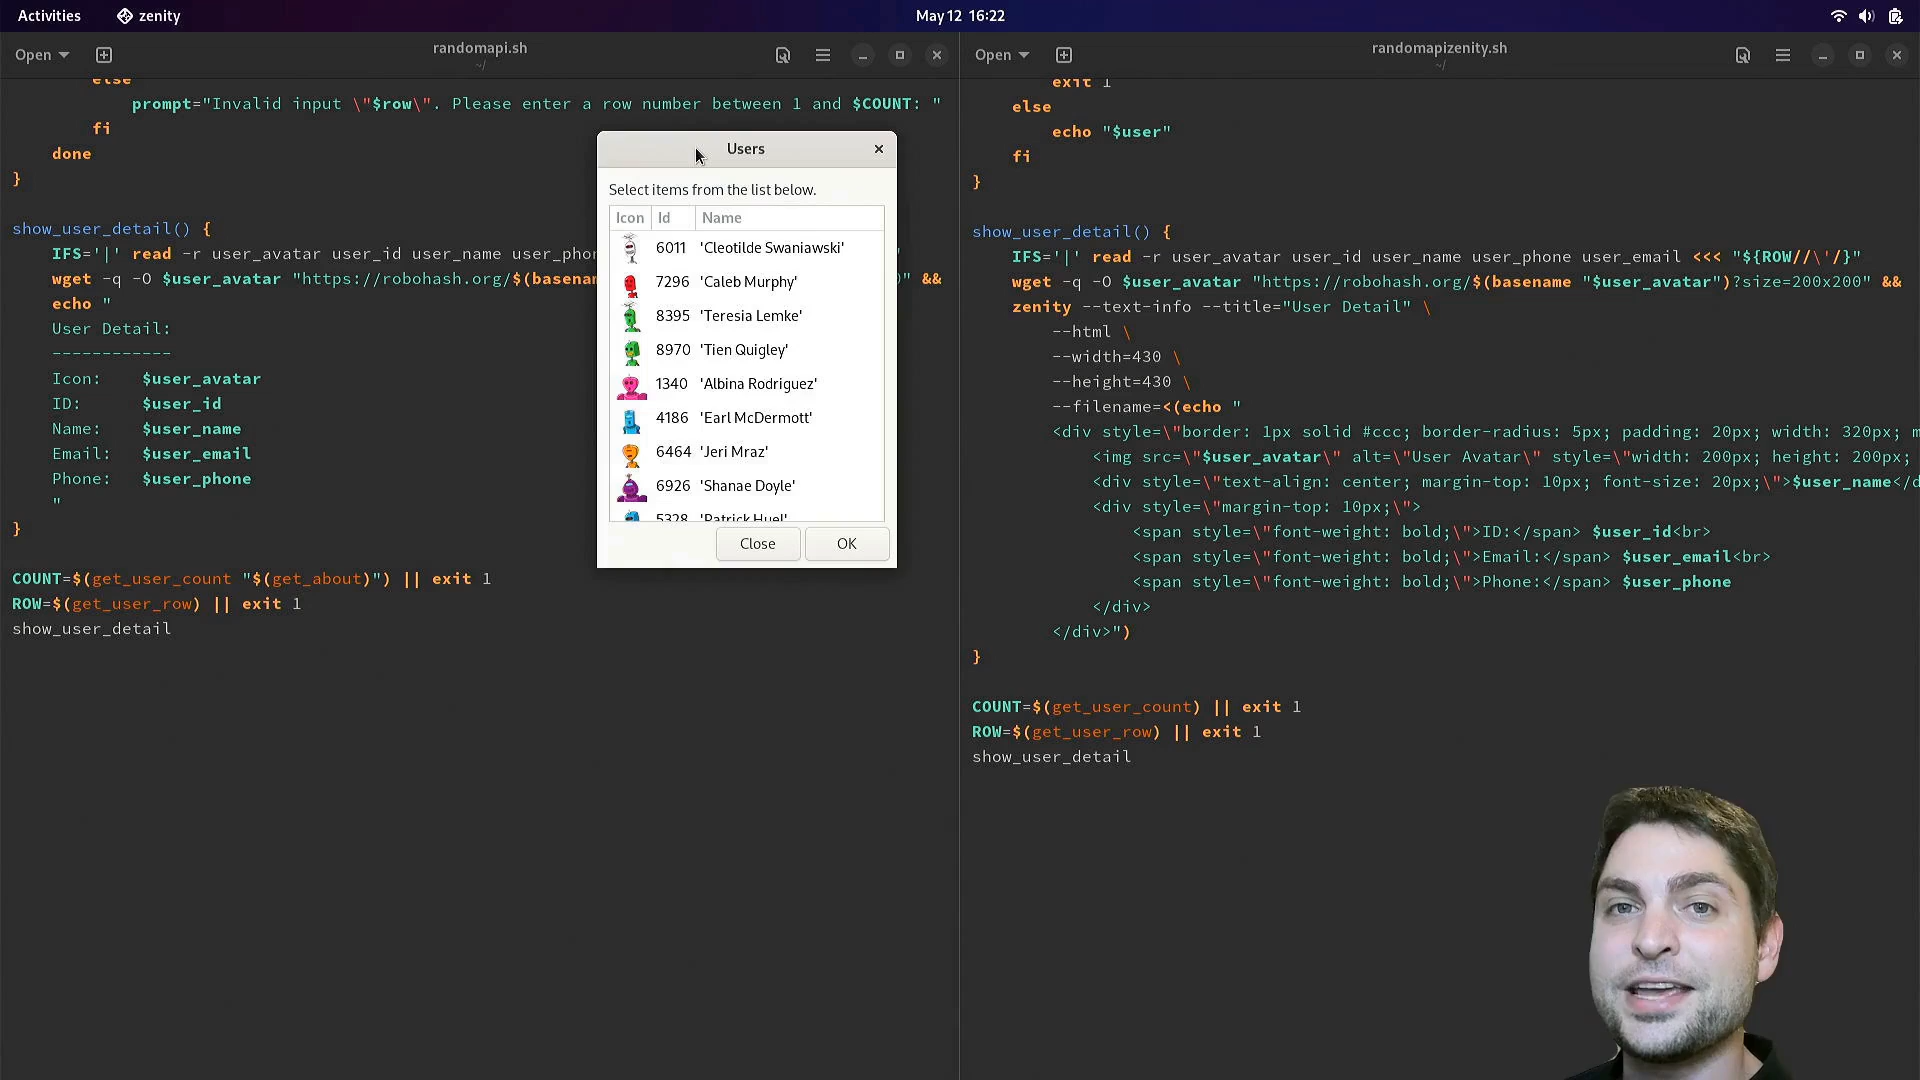 Activities
zenity
May 12 16:22
Open
randomapi.sh
~/
else
prompt="Invalid input \"$row\". Please enter a row number between 1 and $COUNT: "
fi
done
}
show_user_detail() {
IFS='|' read -r user_avatar user_id user_name user_phon
wget -q -O $user_avatar "https://robohash.org/$(basenam
)" &&
echo "
User Detail:
------------
Icon: $user_avatar
ID: $user_id
Name: $user_name
Email: $user_email
Phone: $user_phone
"
}
COUNT=$(get_user_count "$(get_about)") || exit 1
ROW=$(get_user_row) || exit 1
show_user_detail
Users
Select items from the list below.
Icon Id Name
6011 'Cleotilde Swaniawski'
7296 'Caleb Murphy'
8395 'Teresia Lemke'
8970 'Tien Quigley'
1340 'Albina Rodriguez'
4186 'Earl McDermott'
6464 'Jeri Mraz'
6926 'Shanae Doyle'
5328 'Patrick Huel'
Close
OK
Open
randomapizenity.sh
~/
exit 1
else
echo "$user"
fi
}
show_user_detail() {
IFS='|' read -r user_avatar user_id user_name user_phone user_email <<< "${ROW//\'/}"
wget -q -O $user_avatar "https://robohash.org/$(basename "$user_avatar")?size=200x200" &&
zenity --text-info --title="User Detail" \
--html \
--width=430 \
--height=430 \
--filename=<(echo "
<div style=\"border: 1px solid #ccc; border-radius: 5px; padding: 20px; width: 320px; m
<img src=\"$user_avatar\" alt=\"User Avatar\" style=\"width: 200px; height: 200px;
<div style=\"text-align: center; margin-top: 10px; font-size: 20px;\">$user_name</d
<div style=\"margin-top: 10px;\">
<span style=\"font-weight: bold;\">ID:</span> $user_id<br>
<span style=\"font-weight: bold;\">Email:</span> $user_email<br>
<span style=\"font-weight: bold;\">Phone:</span> $user_phone
</div>
</div>")
}
COUNT=$(get_user_count) || exit 1
ROW=$(get_user_row) || exit 1
show_user_detail